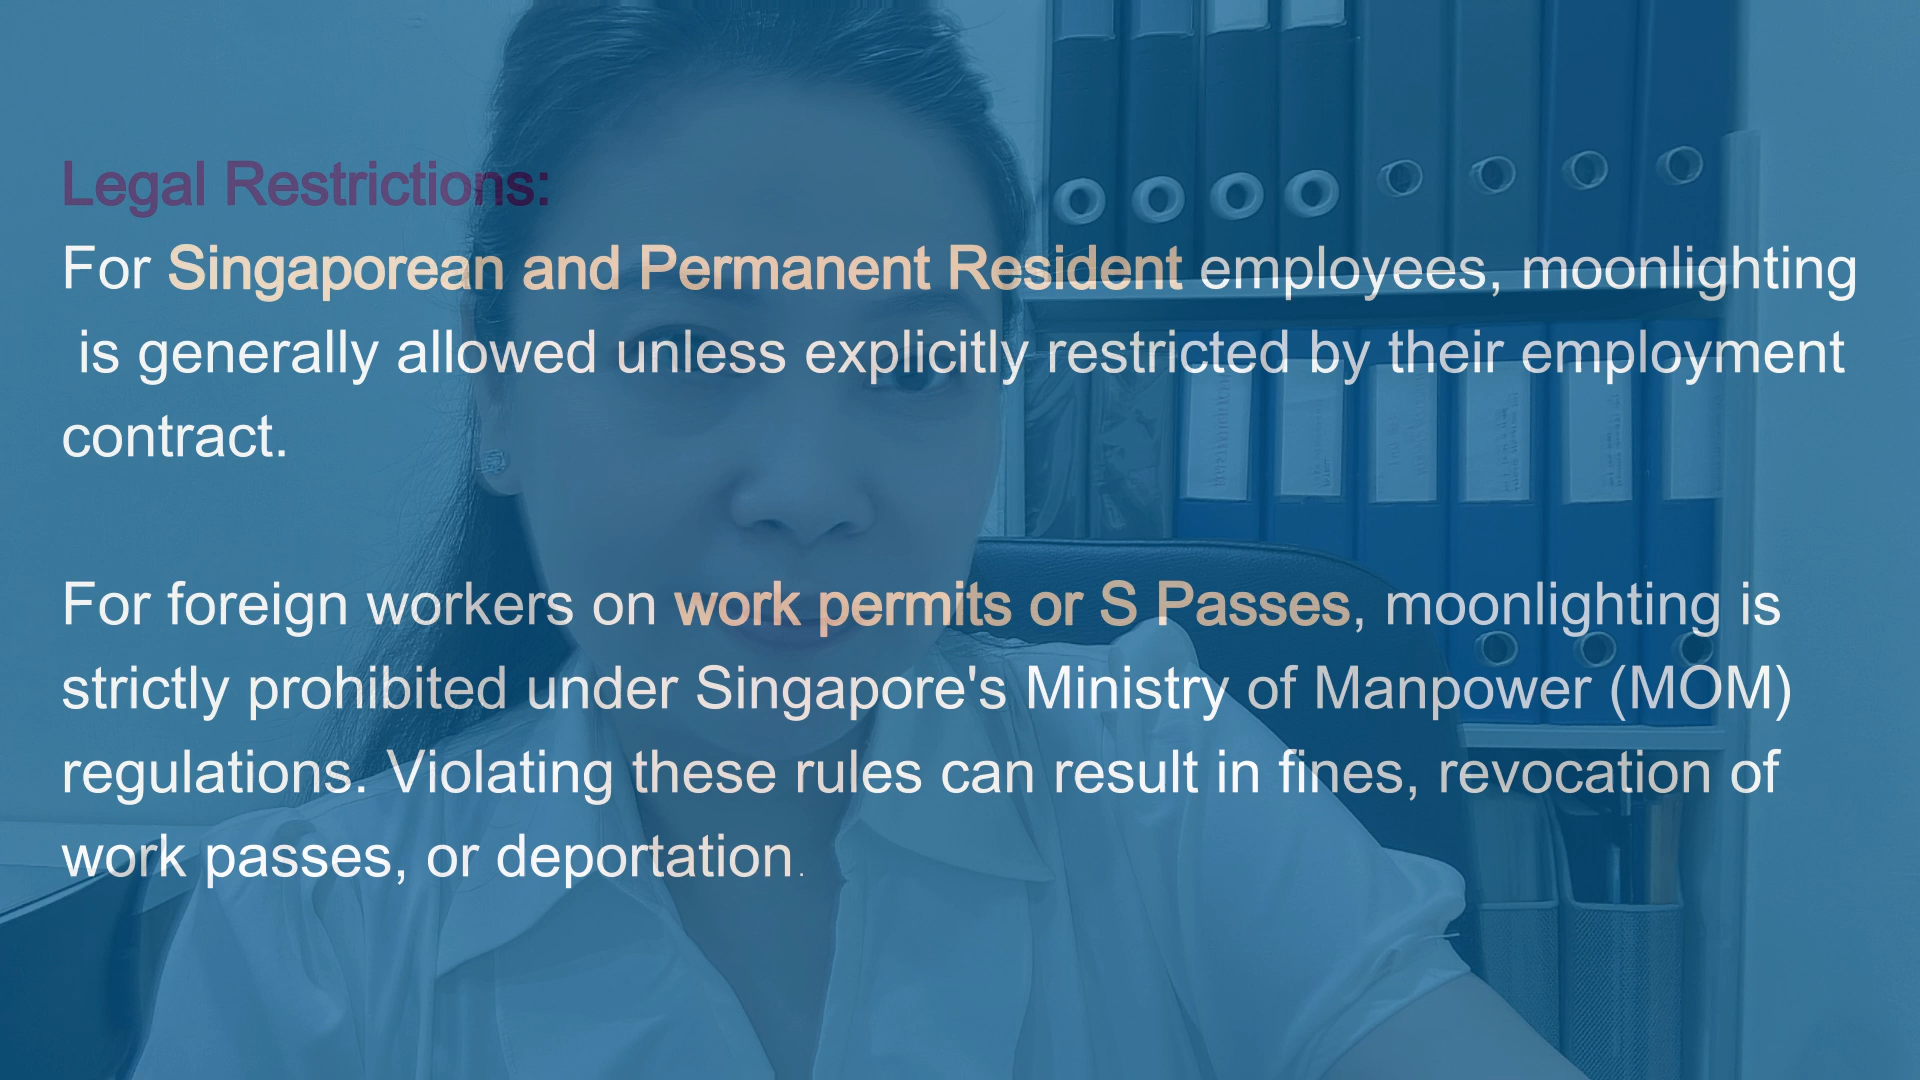 Legal Restrictions:
For Singaporean and Permanent Resident employees, moonlighting
is generally allowed unless explicitly restricted by their employment
contract.
For foreign workers on work permits or S Passes, moonlighting is
strictly prohibited under Singapore's Ministry of Manpower (MOM)
regulations. Violating these rules can result in fines, revocation of
work passes, or deportation.